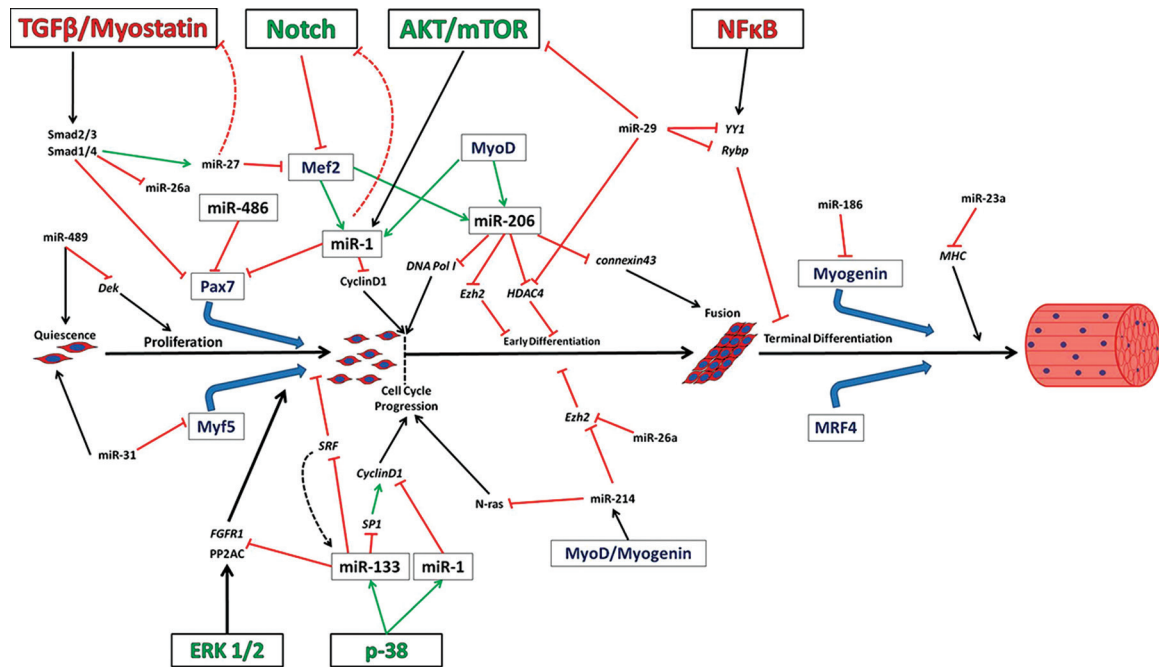 TGFβ/Myostatin
Notch
AKT/mTOR
NFκB
Smad2/3
Smad1/4
miR-27
miR-26a
miR-29
YY1
Rybp
Mef2
MyoD
miR-486
miR-1
miR-206
miR-186
miR-23a
miR-489
Dek
Pax7
CyclinD1
DNA Pol I
Ezh2
HDAC4
connexin43
Myogenin
MHC
Quiescence
Proliferation
Early Differentiation
Fusion
Terminal Differentiation
Cell Cycle
Progression
Myf5
miR-31
SRF
CyclinD1
Ezh2
miR-26a
MRF4
N-ras
miR-214
SP1
FGFR1
PP2AC
miR-133
miR-1
MyoD/Myogenin
ERK 1/2
p-38